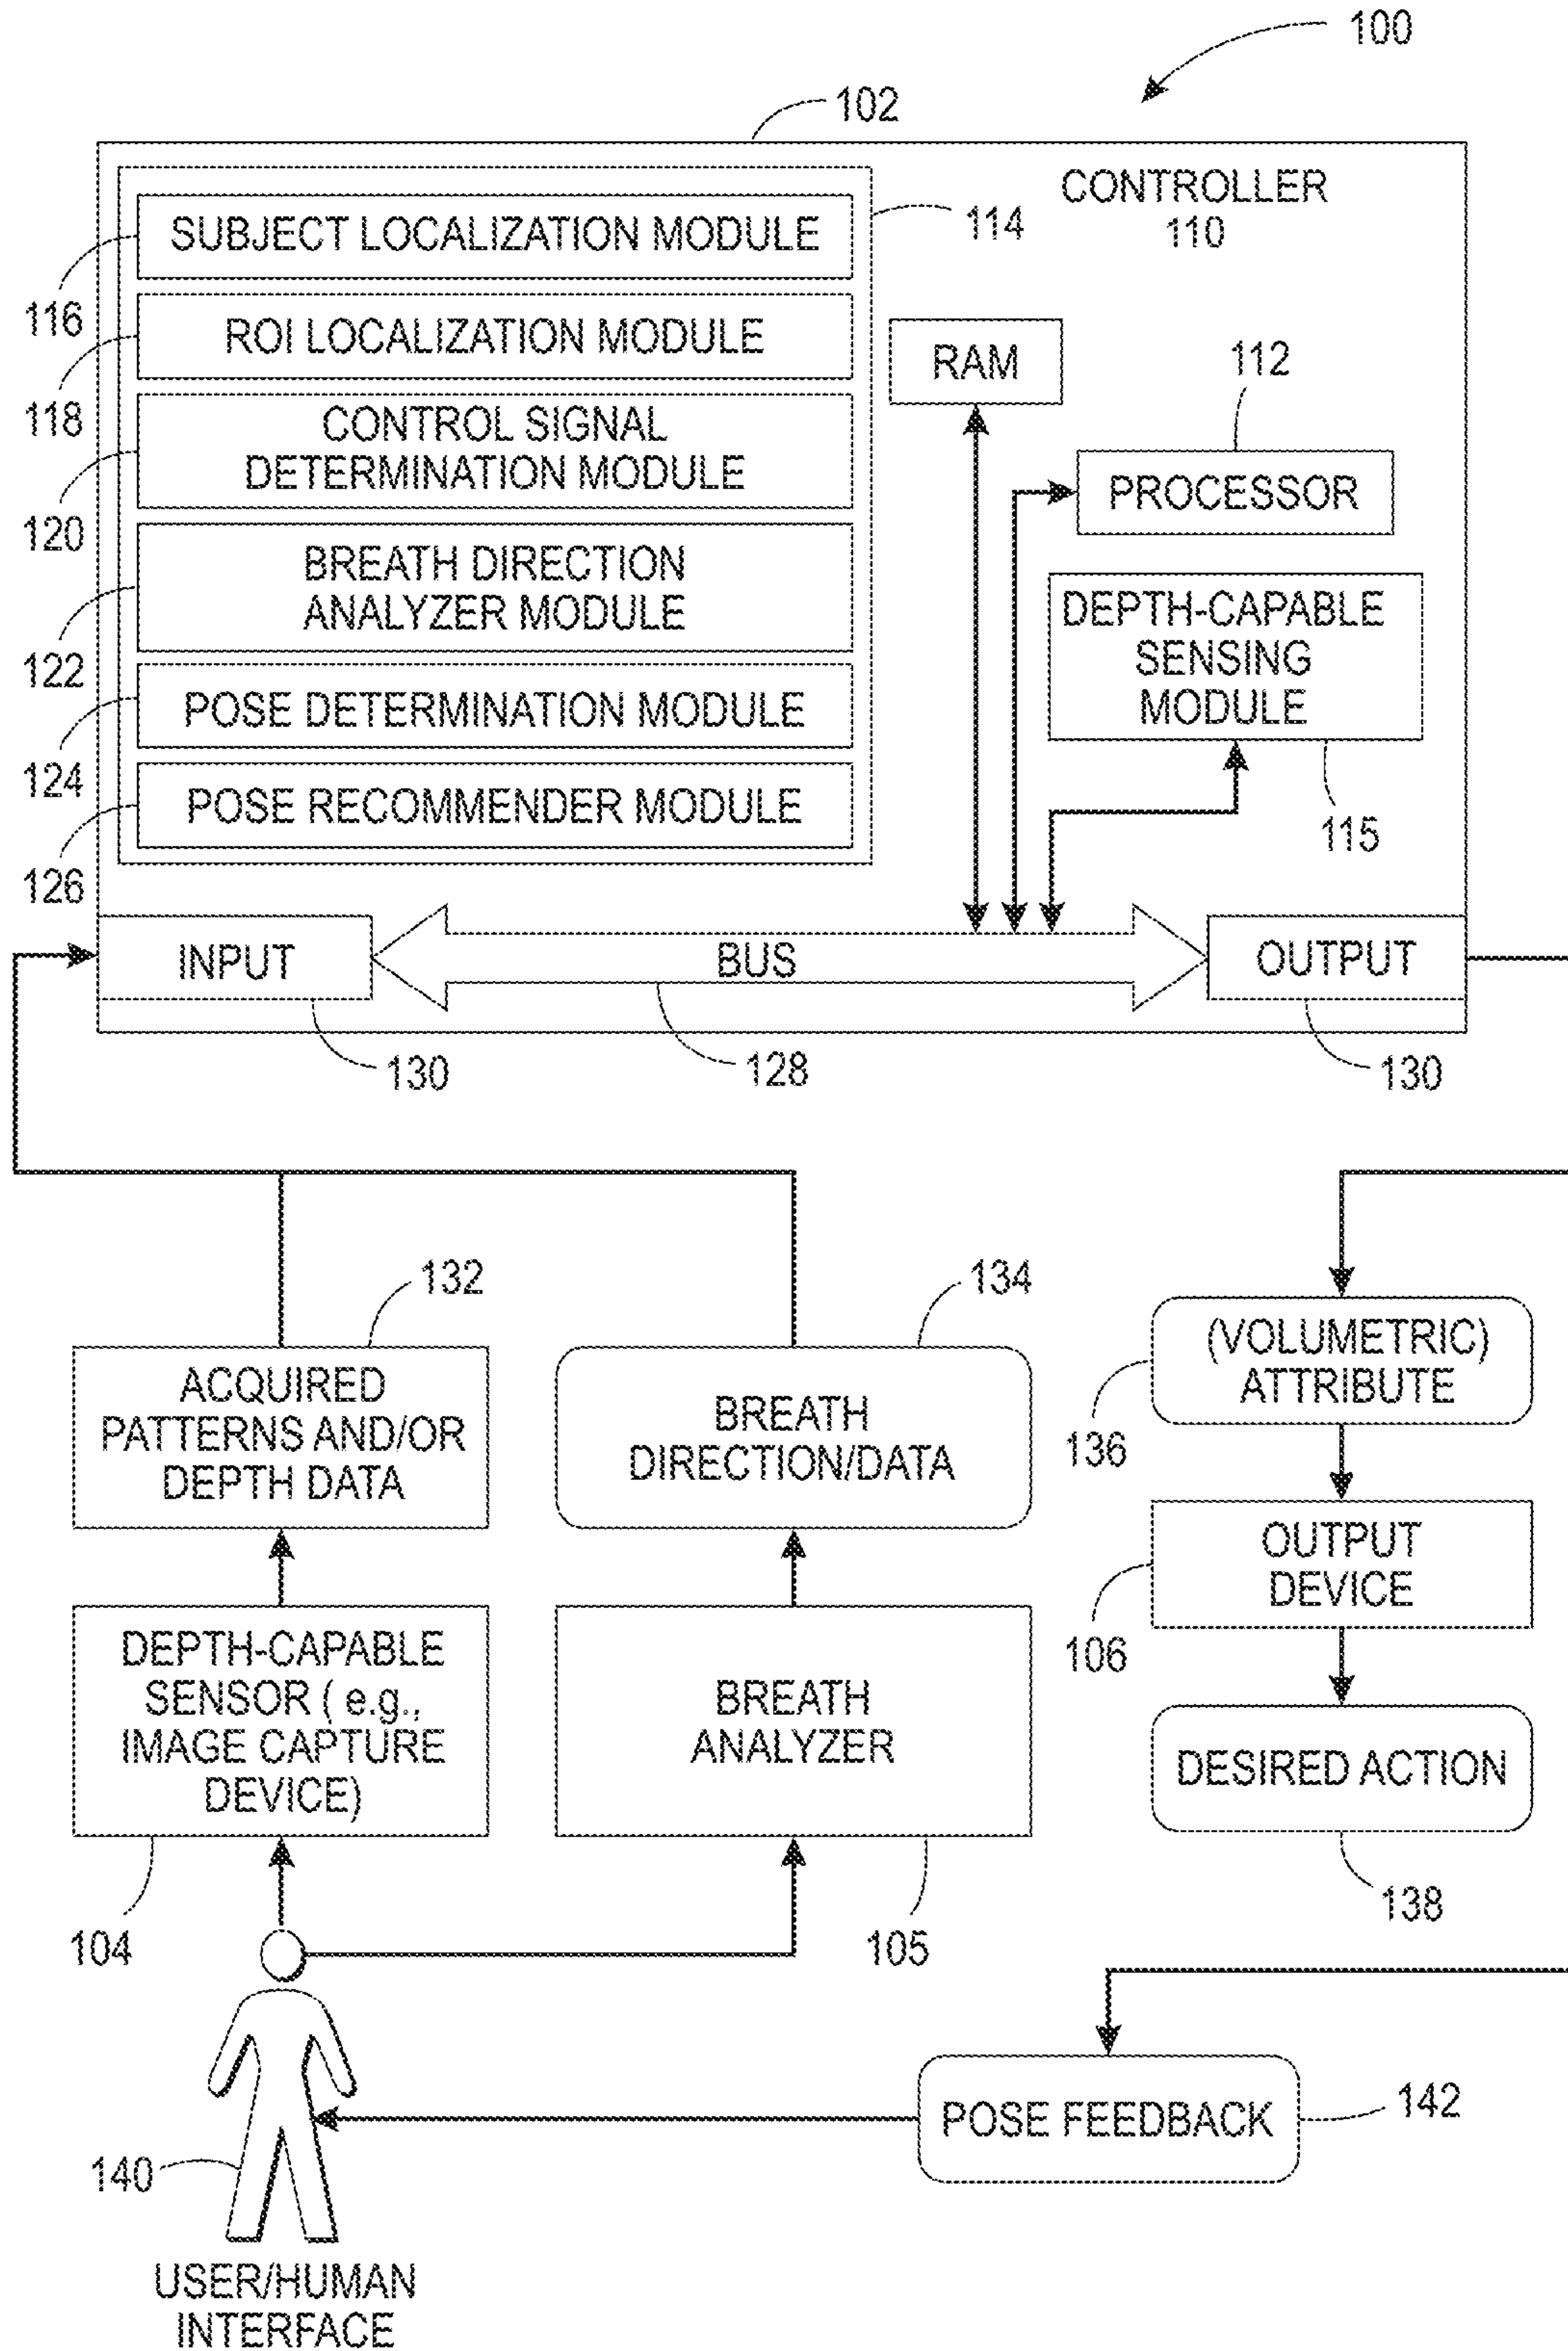 100
102
CONTROLLER
110
114
SUBJECT LOCALIZATION MODULE
116
ROI LOCALIZATION MODULE
118
CONTROL SIGNAL
DETERMINATION MODULE
120
BREATH DIRECTION
ANALYZER MODULE
122
POSE DETERMINATION MODULE
124
POSE RECOMMENDER MODULE
126
RAM
112
PROCESSOR
DEPTH-CAPABLE
SENSING
MODULE
115
INPUT
BUS
OUTPUT
130
128
130
132
134
ACQUIRED
PATTERNS AND/OR
DEPTH DATA
BREATH
DIRECTION/DATA
(VOLUMETRIC)
ATTRIBUTE
136
OUTPUT
DEVICE
106
DEPTH-CAPABLE
SENSOR ( e.g.,
IMAGE CAPTURE
DEVICE)
BREATH
ANALYZER
DESIRED ACTION
104
105
138
POSE FEEDBACK
142
140
USER/HUMAN
INTERFACE